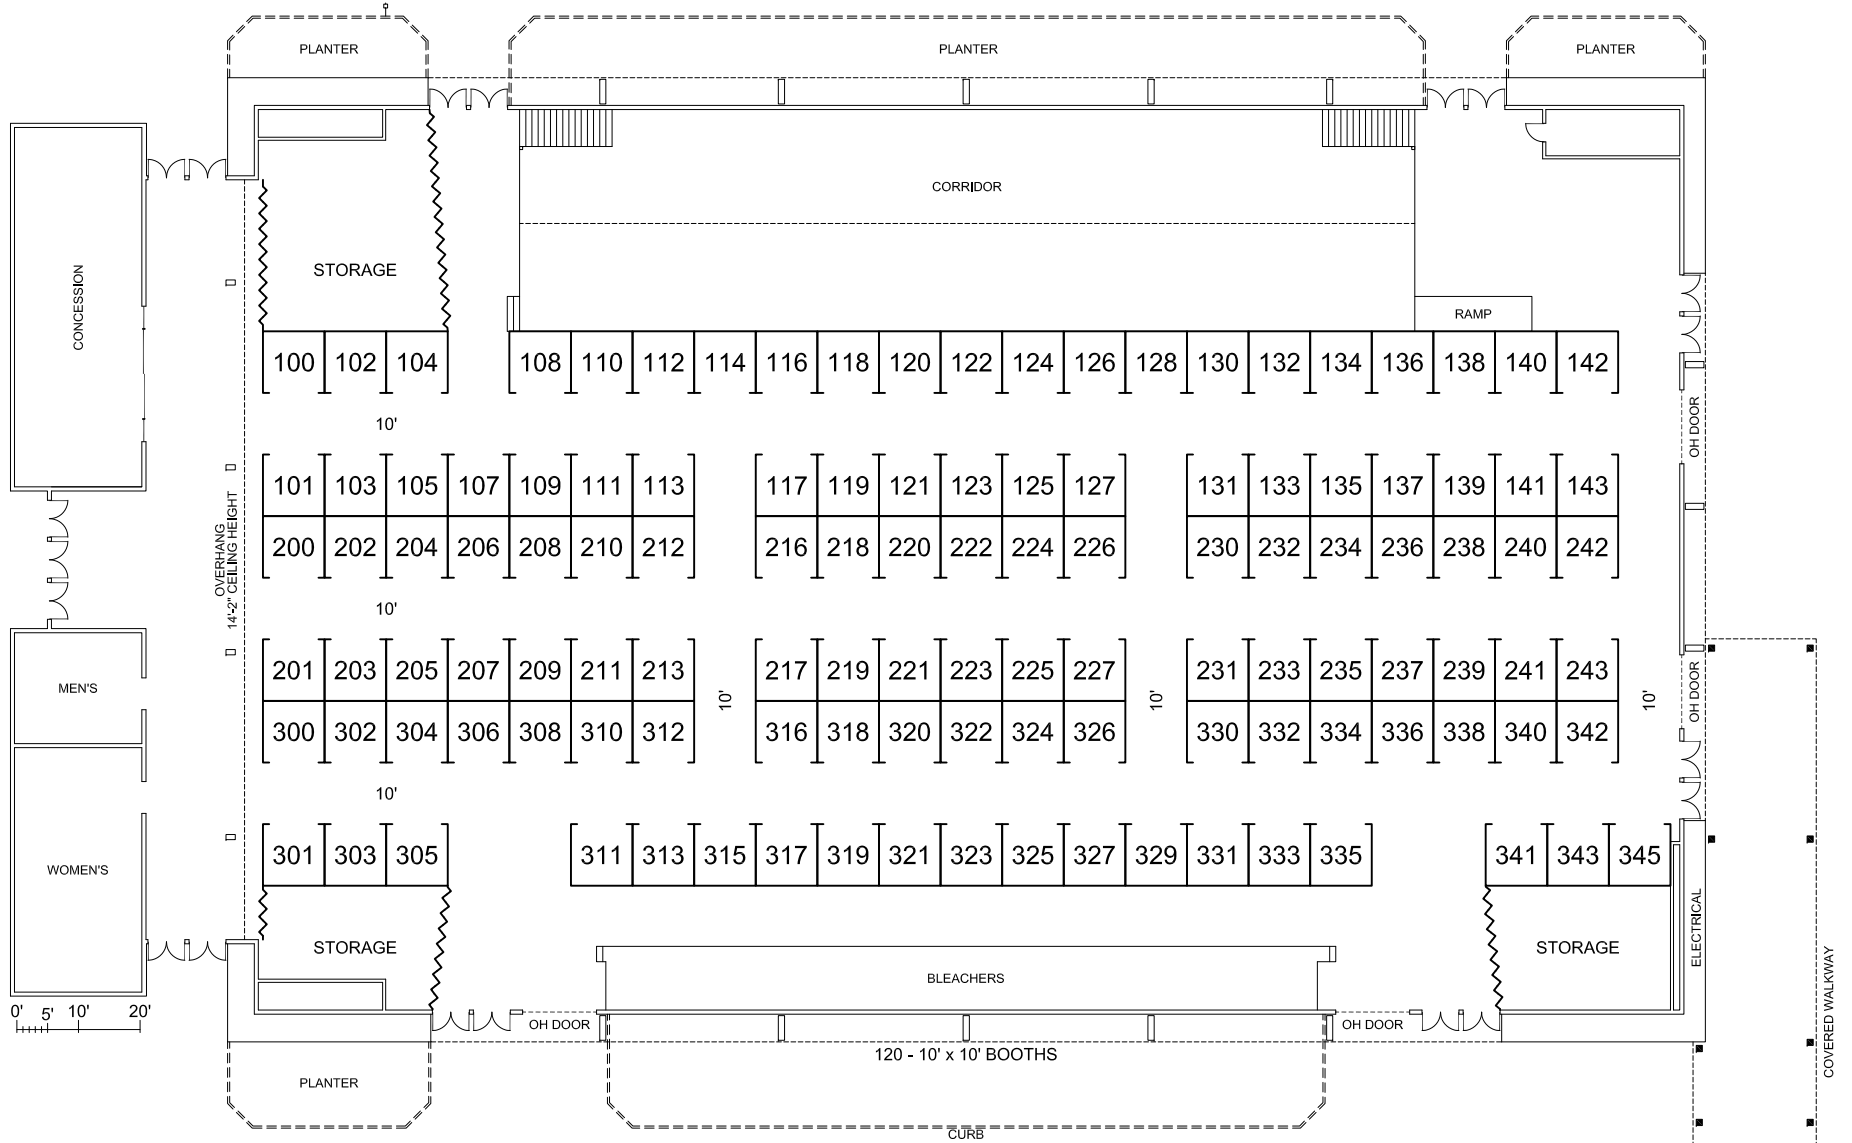 PLANTER PLANTER PLANTER
CORRIDOR
STORAGE
CONCESSION
RAMP
100 102 104 108 110 112 114 116 118 120 122 124 126 128 130 132 134 136 138 140 142
10'
OH DOOR
101 103 105 107 109 111 113 117 119 121 123 125 127 131 133 135 137 139 141 143
200 202 204 206 208 210 212 216 218 220 222 224 226 230 232 234 236 238 240 242
OVERHANG
14'-2" CEILING HEIGHT
10'
201 203 205 207 209 211 213 217 219 221 223 225 227 231 233 235 237 239 241 243
MEN'S
10' 10' 10'
OH DOOR
300 302 304 306 308 310 312 316 318 320 322 324 326 330 332 334 336 338 340 342
10'
301 303 305 311 313 315 317 319 321 323 325 327 329 331 333 335 341 343 345
WOMEN'S
ELECTRICAL
STORAGE STORAGE
BLEACHERS
COVERED WALKWAY
0' 5' 10' 20'
OH DOOR OH DOOR
120 - 10' x 10' BOOTHS
PLANTER
CURB